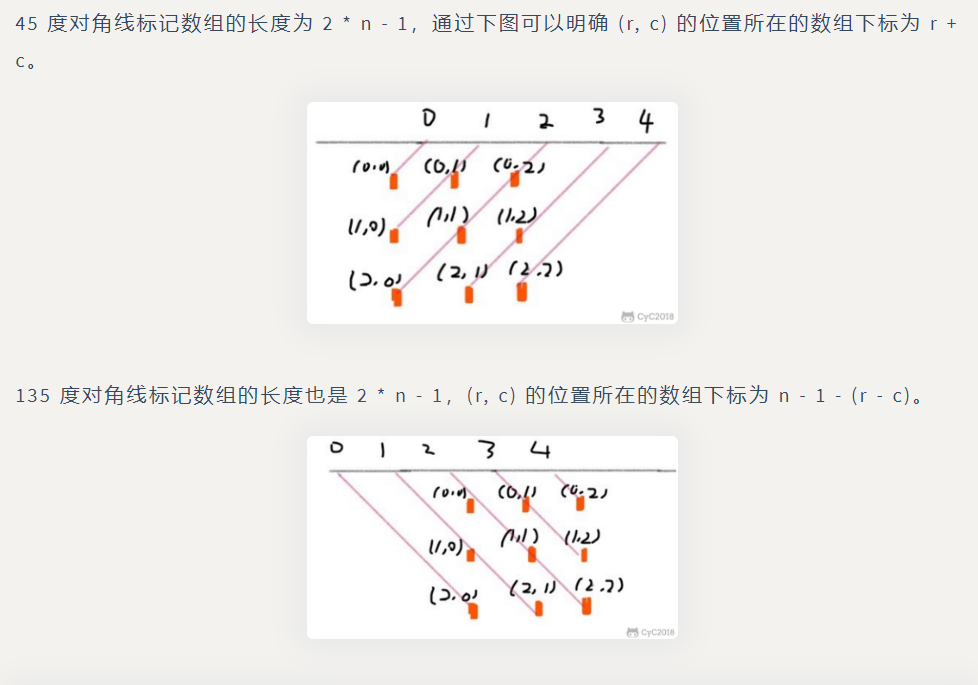 45 度对角线标记数组的长度为 2 * n - 1，通过下图可以明确 (r, c) 的位置所在的数组下标为 r +
c。
0 1 2 3 4
(0,0) (0,1) (0,2)
(1,0) (1,1) (1,2)
(2,0) (2,1) (2,2)
CyC2018
135 度对角线标记数组的长度也是 2 * n - 1，(r, c) 的位置所在的数组下标为 n - 1 - (r - c)。
0 1 2 3 4
(0,0) (0,1) (0,2)
(1,0) (1,1) (1,2)
(2,0) (2,1) (2,2)
CyC2018